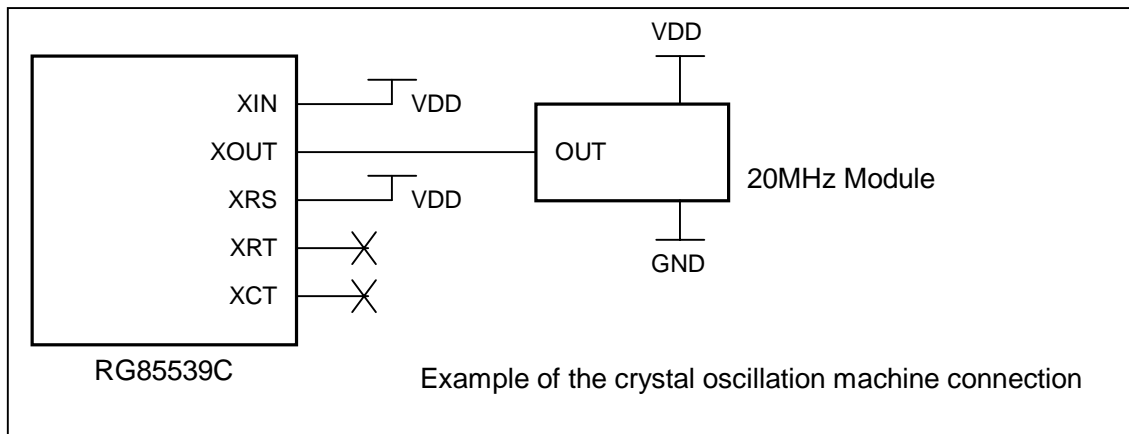 VDD
XIN
VDD
XOUT
OUT
XRS
VDD
20MHz Module
XRT
GND
XCT
RG85539C
Example of the crystal oscillation machine connection